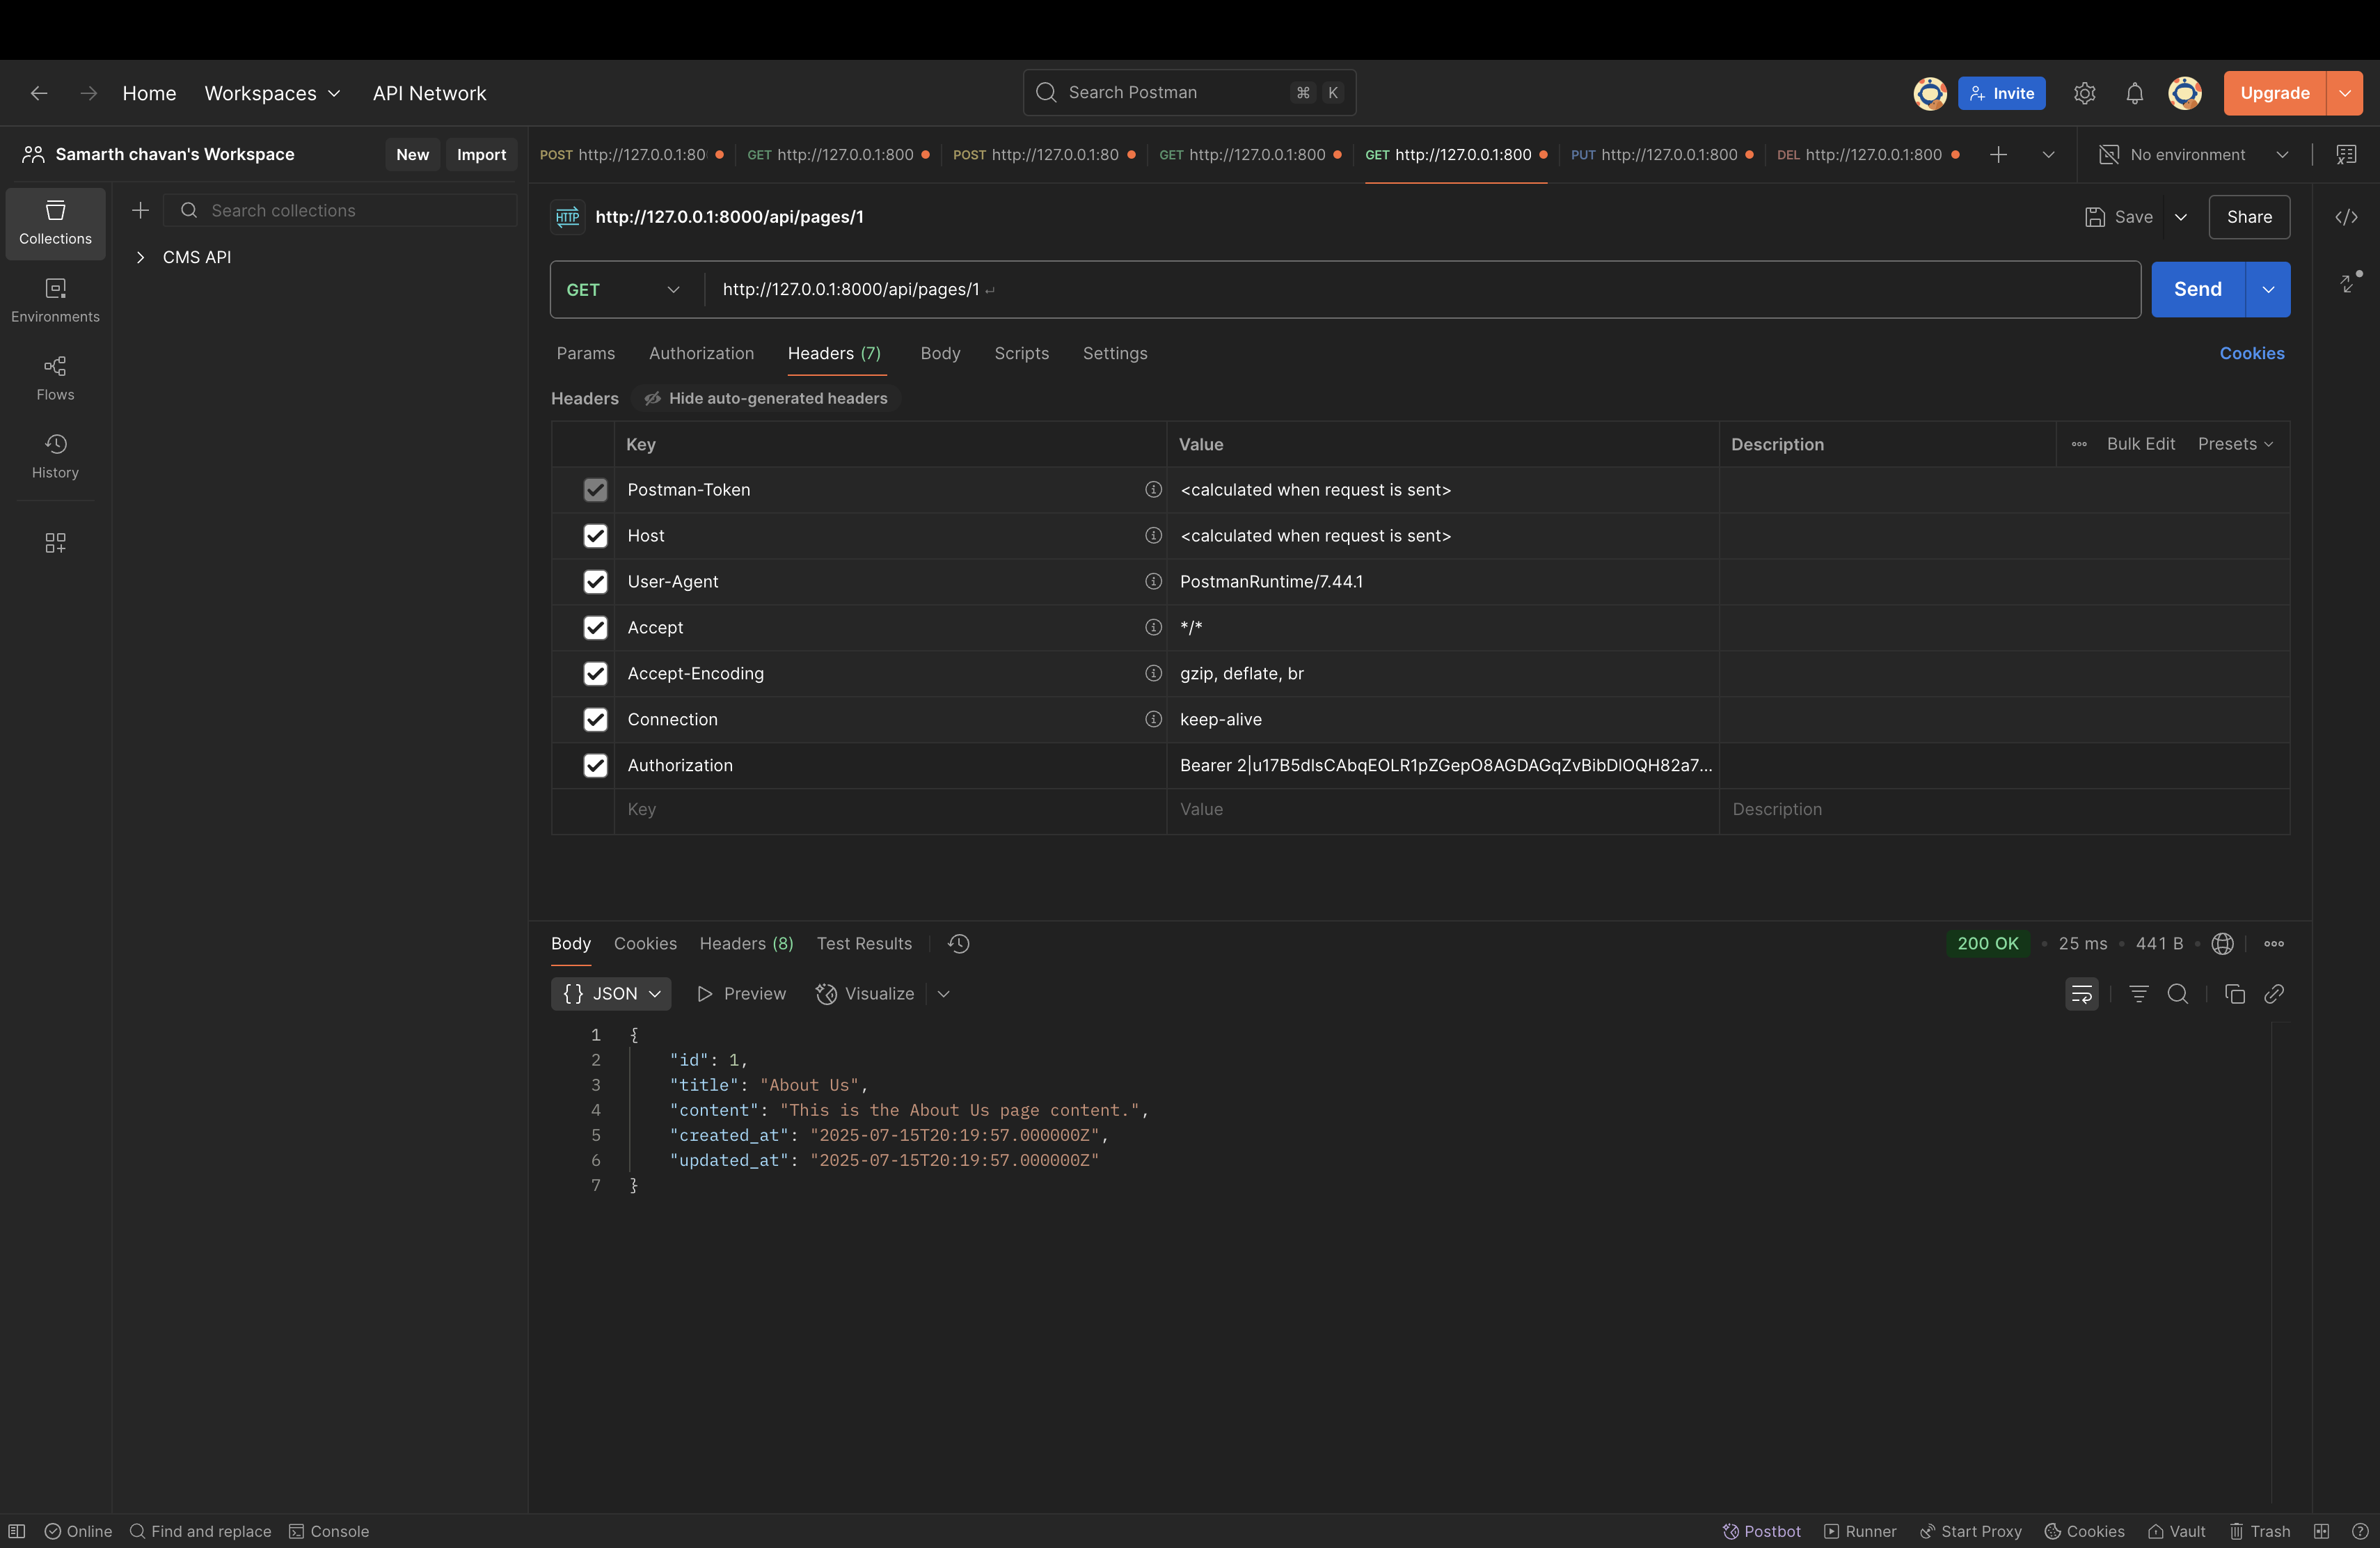 Home Workspaces API Network
Search Postman ⌘ K
Invite
Upgrade
Samarth chavan's Workspace New Import
POST http://127.0.0.1:80 GET http://127.0.0.1:800 POST http://127.0.0.1:80 GET http://127.0.0.1:800 GET http://127.0.0.1:800 PUT http://127.0.0.1:800 DEL http://127.0.0.1:800
No environment
Collections
Environments
Flows
History
Search collections
CMS API
HTTP http://127.0.0.1:8000/api/pages/1
Save Share
GET http://127.0.0.1:8000/api/pages/1
Send
Params Authorization Headers (7) Body Scripts Settings Cookies
Headers Hide auto-generated headers
Key Value Description Bulk Edit Presets
Postman-Token <calculated when request is sent>
Host <calculated when request is sent>
User-Agent PostmanRuntime/7.44.1
Accept */*
Accept-Encoding gzip, deflate, br
Connection keep-alive
Authorization Bearer 2|u17B5dlsCAbqEOLR1pZGepO8AGDAGqZvBibDlOQH82a7...
Key Value Description
Body Cookies Headers (8) Test Results
200 OK 25 ms 441 B
{} JSON Preview Visualize
1 {
2 "id": 1,
3 "title": "About Us",
4 "content": "This is the About Us page content.",
5 "created_at": "2025-07-15T20:19:57.000000Z",
6 "updated_at": "2025-07-15T20:19:57.000000Z"
7 }
Online Find and replace Console
Postbot Runner Start Proxy Cookies Vault Trash